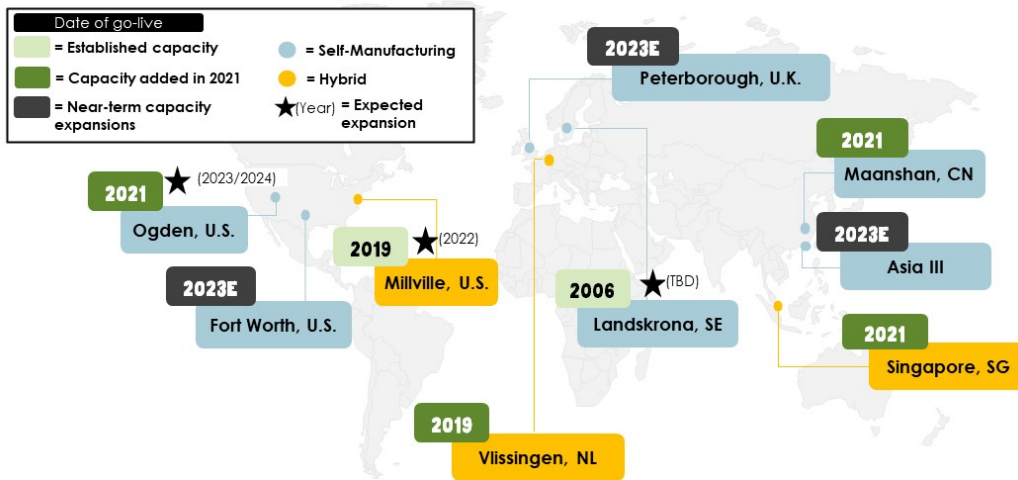 Date of go-live
= Established capacity
= Capacity added in 2021
= Near-term capacity
expansions
= Self-Manufacturing
= Hybrid
(Year) = Expected
expansion
2023E
Peterborough, U.K.
2021
Maanshan, CN
2021
(2023/2024)
Ogden, U.S.
2019
(2022)
Millville, U.S.
2023E
Asia III
2023E
Fort Worth, U.S.
2006
(TBD)
Landskrona, SE
2021
Singapore, SG
2019
Vlissingen, NL